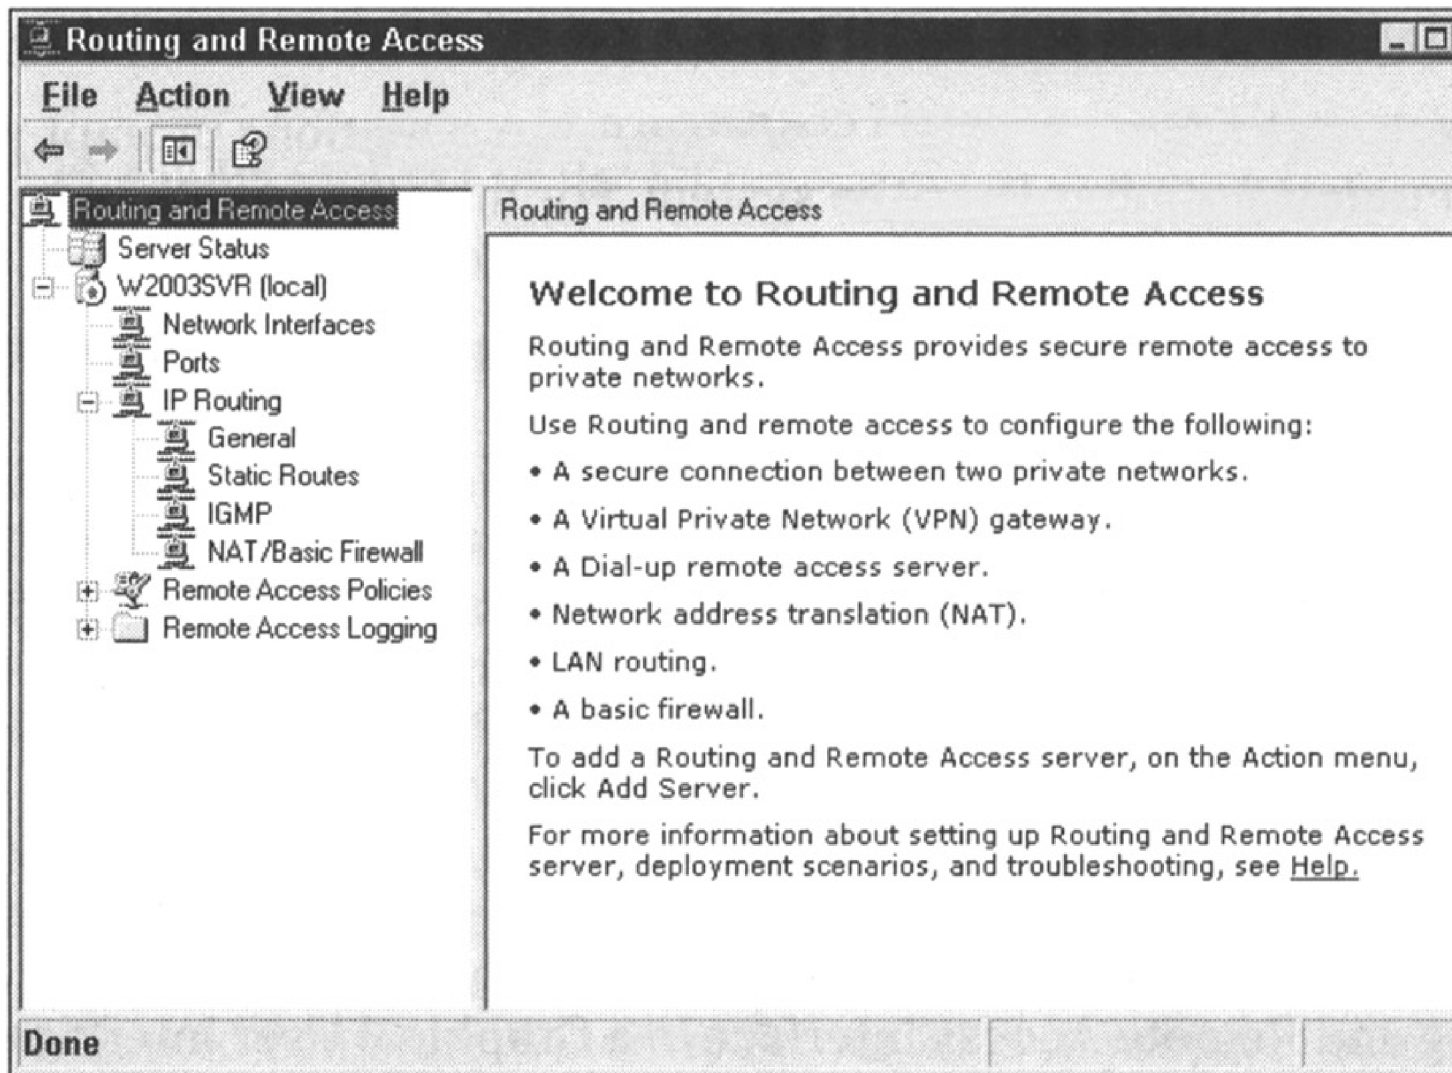 Routing and Remote Access
File Action View Help
Routing and Remote Access
Server Status
W2003SVR (local)
Network Interfaces
Ports
IP Routing
General
Static Routes
IGMP
NAT/Basic Firewall
Remote Access Policies
Remote Access Logging
Routing and Remote Access
Welcome to Routing and Remote Access
Routing and Remote Access provides secure remote access to
private networks.
Use Routing and remote access to configure the following:
• A secure connection between two private networks.
• A Virtual Private Network (VPN) gateway.
• A Dial-up remote access server.
• Network address translation (NAT).
• LAN routing.
• A basic firewall.
To add a Routing and Remote Access server, on the Action menu,
click Add Server.
For more information about setting up Routing and Remote Access
server, deployment scenarios, and troubleshooting, see Help.
Done